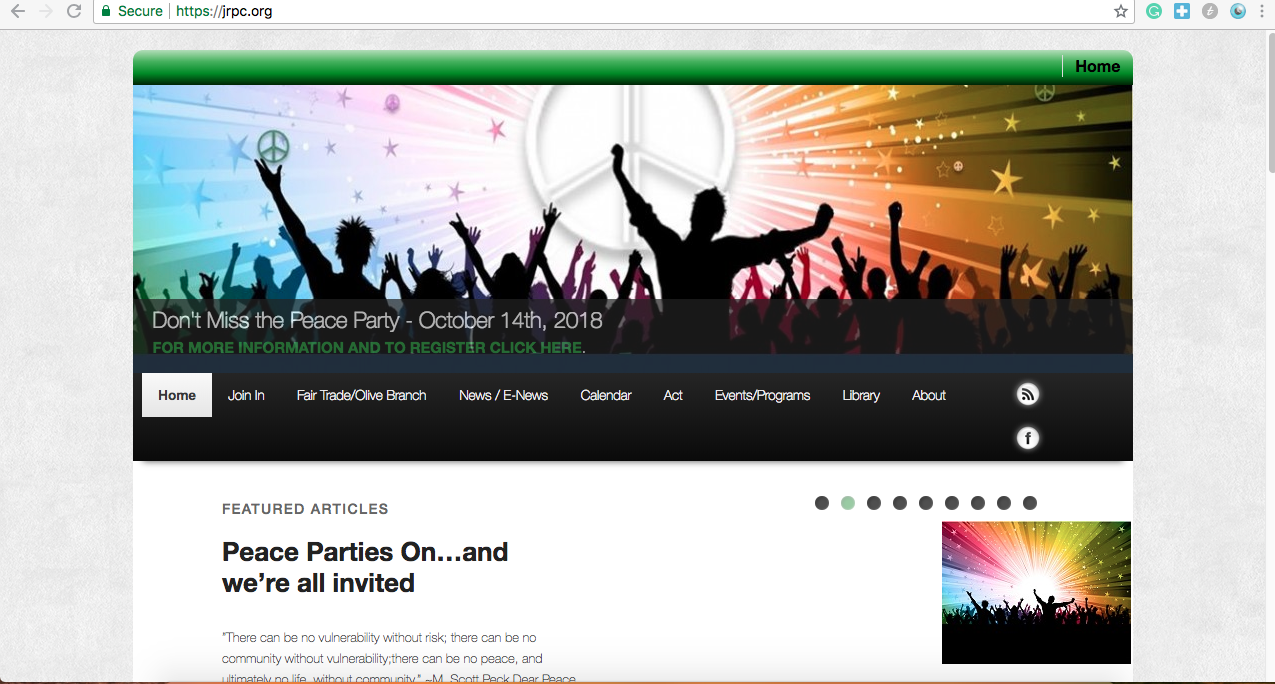 Secure https://jrpc.org
Home
Don't Miss the Peace Party - October 14th, 2018
FOR MORE INFORMATION AND TO REGISTER CLICK HERE.
Home Join In Fair Trade/Olive Branch News / E-News Calendar Act Events/Programs Library About
f
FEATURED ARTICLES
Peace Parties On…and
we’re all invited
"There can be no vulnerability without risk; there can be no
community without vulnerability;there can be no peace, and
ultimately no life, without community." ~M. Scott Peck Dear Peace